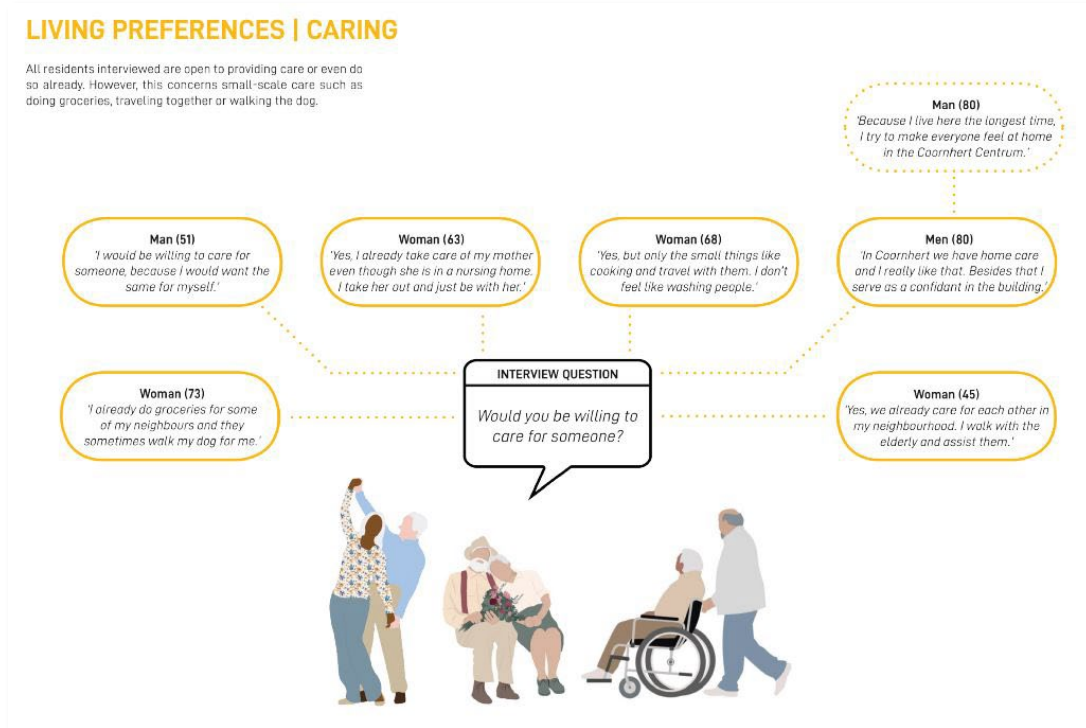 LIVING PREFERENCES | CARING
All residents interviewed are open to providing care or even do
so already. However, this concerns small-scale care such as
doing groceries, traveling together or walking the dog.
Man (80)
'Because I live here the longest time,
I try to make everyone feel at home
in the Coornhert Centrum.'
Man (51)
'I would be willing to care for
someone, because i would want the
same for myself.'
Woman (63)
'Yes, I already take care of my mother
even though she is in a nursing home.
I take her out and just be with her.'
Woman (68)
'Yes, but only the small things like
cooking and travel with them. I don't
feel like washing people.'
Men (80)
'In Coornhert we have home care
and I really like that. Besides that I
serve as a confidant in the building.'
Woman (73)
'I already do groceries for some
of my neighbours and they
sometimes walk my dog for me.'
INTERVIEW QUESTION
Would you be willing to
care for someone?
Woman (45)
'Yes, we already care for each other in
my neighbourhood. I walk with the
elderly and assist them.'